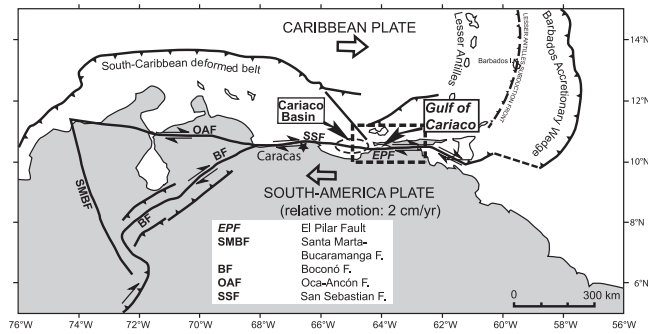 14°N
12°N
10°N
8°N
6°N
76°W
74°W
72°W
70°W
68°W
66°W
64°W
62°W
60°W
58°W
56°W
CARIBBEAN PLATE
South-Caribbean deformed belt
Lesser Antilles
Barbados
LESSER ANTILLES
SUBDUCTION FRONT
Barbados Accretionary Wedge
Cariaco
Basin
Gulf of
Cariaco
OAF
SSF
EPF
Caracas
BF
BF
SMBF
SOUTH-AMERICA PLATE
(relative motion: 2 cm/yr)
EPF El Pilar Fault
SMBF Santa Marta-
Bucaramanga F.
BF Boconó F.
OAF Oca-Ancón F.
SSF San Sebastian F.
0 300 km